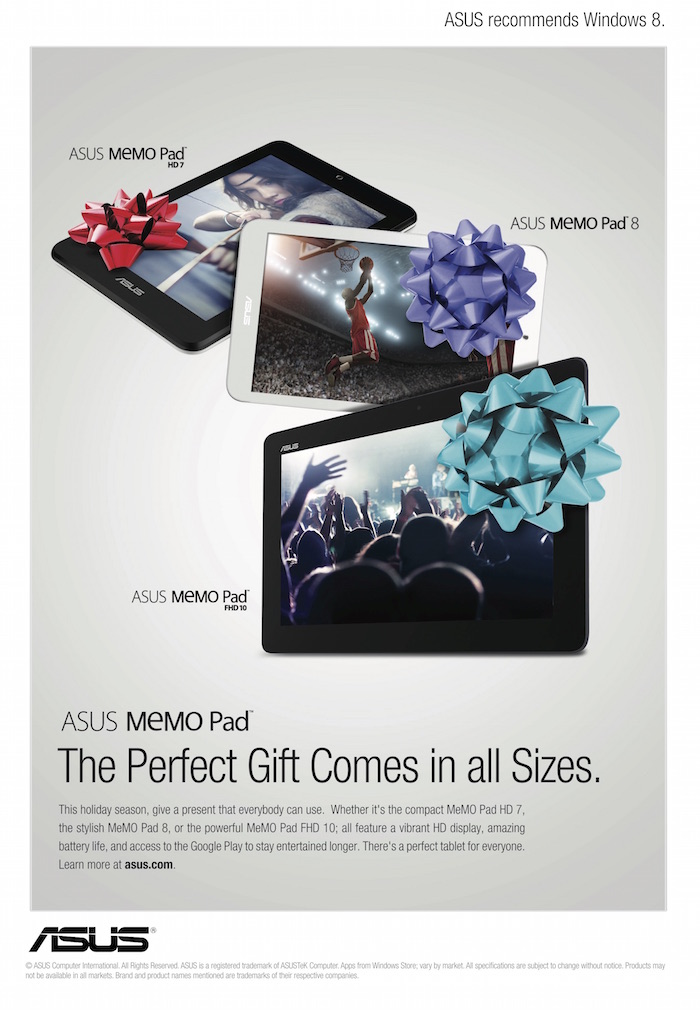 ASUS recommends Windows 8.
ASUS MeMO Pad™
HD 7
ASUS MeMO Pad™ 8
ASUS
ASUS
ASUS
ASUS MeMO Pad™
FHD 10
ASUS MeMO Pad™
The Perfect Gift Comes in all Sizes.
This holiday season, give a present that everybody can use.  Whether it's the compact MeMO Pad HD 7,
the stylish MeMO Pad 8, or the powerful MeMO Pad FHD 10; all feature a vibrant HD display, amazing
battery life, and access to the Google Play to stay entertained longer. There's a perfect tablet for everyone.
Learn more at asus.com.
ASUS®
© ASUS Computer International. All Rights Reserved. ASUS is a registered trademark of ASUSTeK Computer. Apps from Windows Store; vary by market. All specifications are subject to change without notice. Products may
not be available in all markets. Brand and product names mentioned are trademarks of their respective companies.